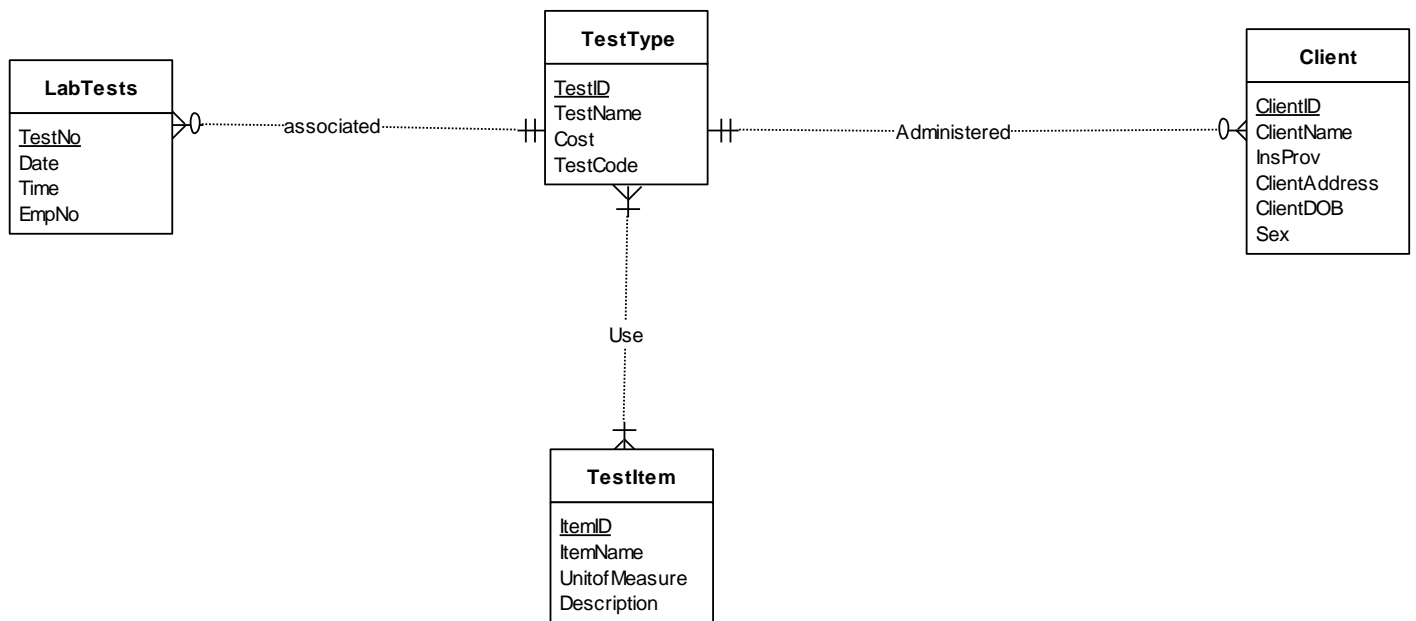 LabTests
TestNo
Date
Time
EmpNo
associated
TestType
TestID
TestName
Cost
TestCode
Administered
Client
ClientID
ClientName
InsProv
ClientAddress
ClientDOB
Sex
Use
TestItem
ItemID
ItemName
UnitofMeasure
Description